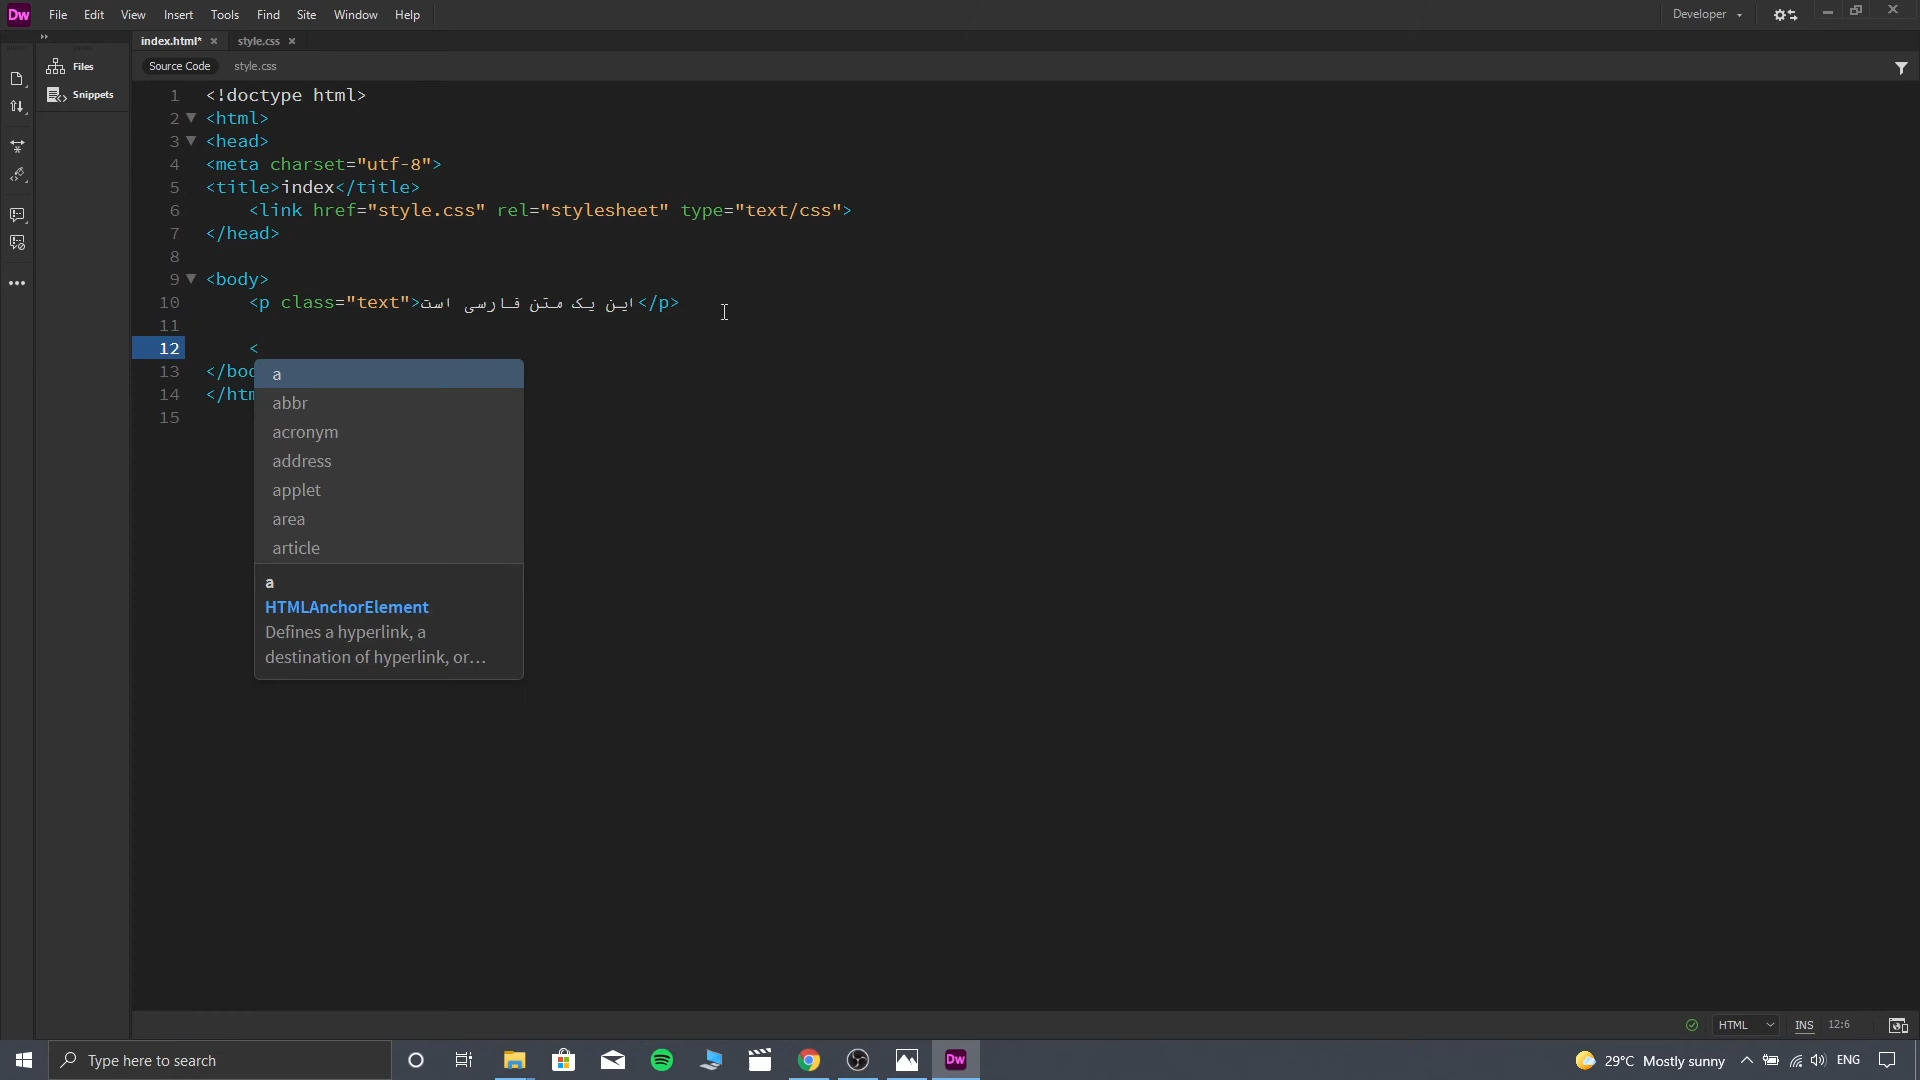 Dw File Edit View Insert Tools Find Site Window Help Developer
index.html* style.css
Files Source Code style.css
Snippets
1 <!doctype html>
2 <html>
3 <head>
4 <meta charset="utf-8">
5 <title>index</title>
6 <link href="style.css" rel="stylesheet" type="text/css">
7 </head>
8
9 <body>
10 <p class="text">این یک متن فارسی است</p>
11
12 <
13 </bod
14 </htm
15
a
abbr
acronym
address
applet
area
article
a
HTMLAnchorElement
Defines a hyperlink, a
destination of hyperlink, or...
HTML INS 12:6
Type here to search Dw 29°C Mostly sunny ENG